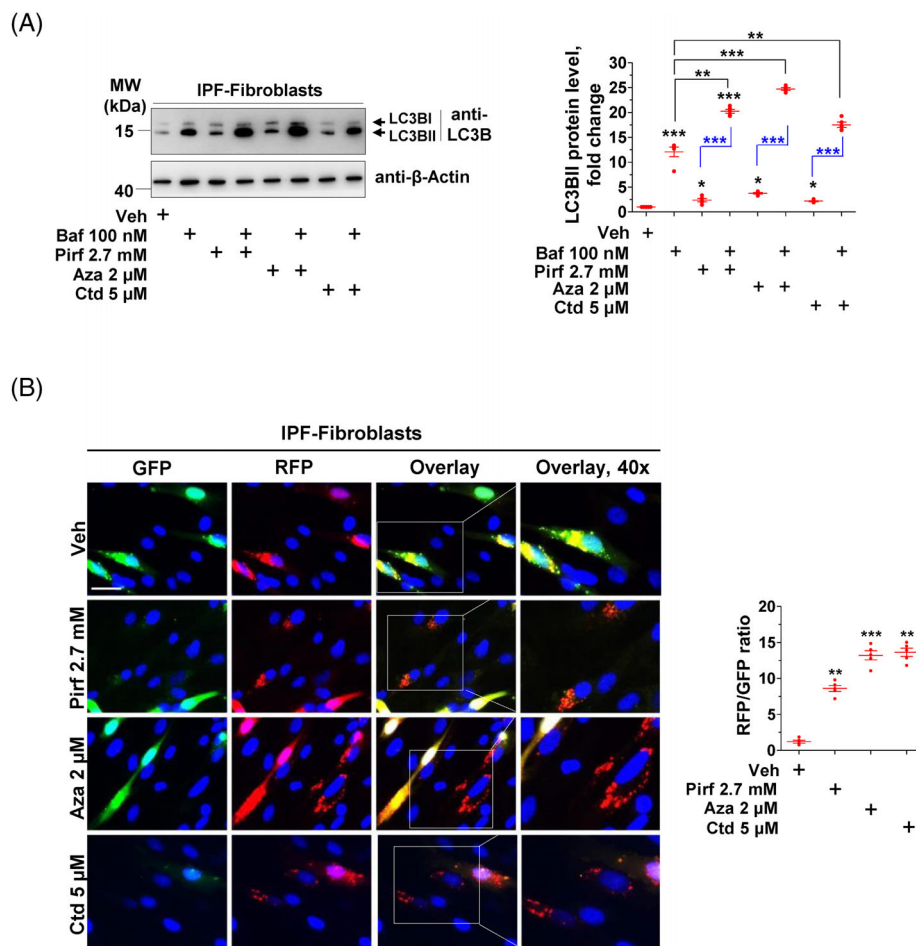 (A)
MW
(kDa)
IPF-Fibroblasts
LC3BI
LC3BII
anti-
LC3B
15
40
anti-β-Actin
Veh +
Baf 100 nM + + + +
Pirf 2.7 mM + +
Aza 2 µM + +
Ctd 5 µM + +
LC3BII protein level,
fold change
30
25
20
15
10
5
0
**
***
**
***
***
***
***
***
*
*
*
Veh +
Baf 100 nM + + + +
Pirf 2.7 mM + +
Aza 2 µM + +
Ctd 5 µM + +
(B)
IPF-Fibroblasts
GFP RFP Overlay Overlay, 40x
Veh
Pirf 2.7 mM
Aza 2 µM
Ctd 5 µM
RFP/GFP ratio
20
15
10
5
0
** *** **
Veh +
Pirf 2.7 mM +
Aza 2 µM +
Ctd 5 µM +